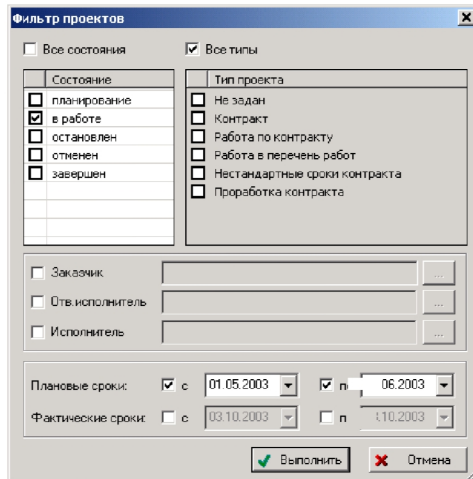 Фильтр проектов
Все состояния Все типы
Состояние Тип проекта
планирование Не задан
в работе Контракт
остановлен Работа по контракту
отменен Работа в перечень работ
завершен Нестандартные сроки контракта
Проработка контракта
Заказчик ...
Отв.исполнитель ...
Исполнитель ...
Плановые сроки: с 01.05.2003 06.2003
Фактические сроки: с 03.10.2003 п .10.2003
Выполнить Отмена